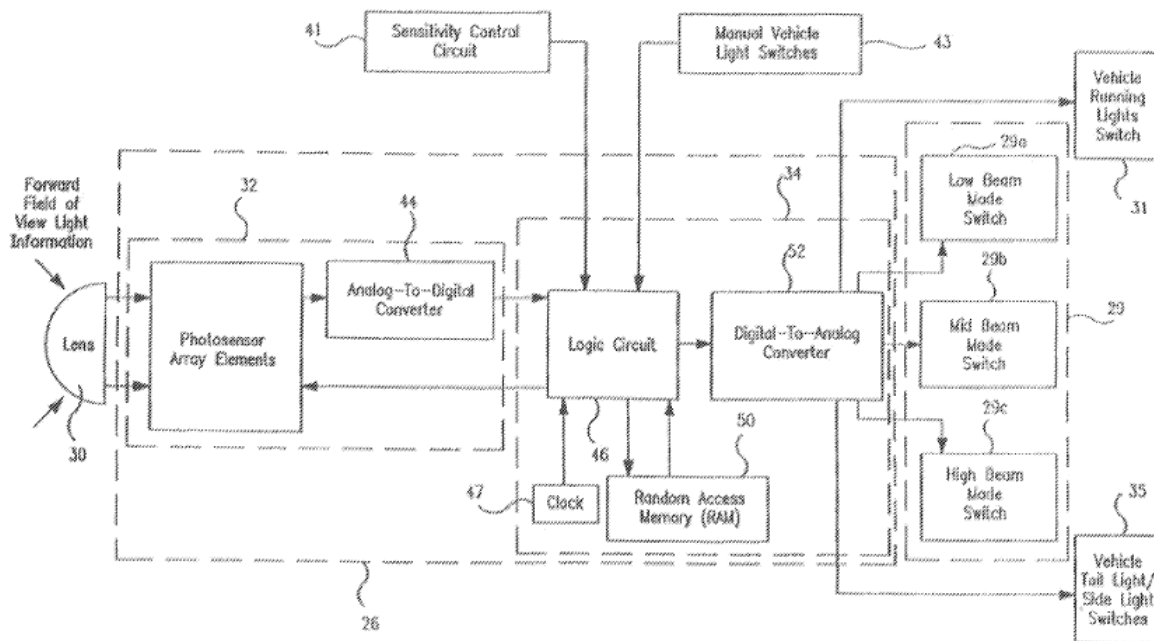 41
Sensitivity Control
Circuit
Manual Vehicle
Light Switches
43
Vehicle
Running
Lights
Switch
31
Forward
Field of
View Light
Information
32
44
34
29a
Low Beam
Mode
Switch
Lens
30
Photosensor
Array Elements
Analog-To-Digital
Converter
Logic Circuit
46
52
Digital-To-Analog
Converter
29b
Mid Beam
Mode
Switch
29
47
Clock
50
Random Access
Memory (RAM)
29c
High Beam
Mode
Switch
35
Vehicle
Tail Light/
Side Light
Switches
26